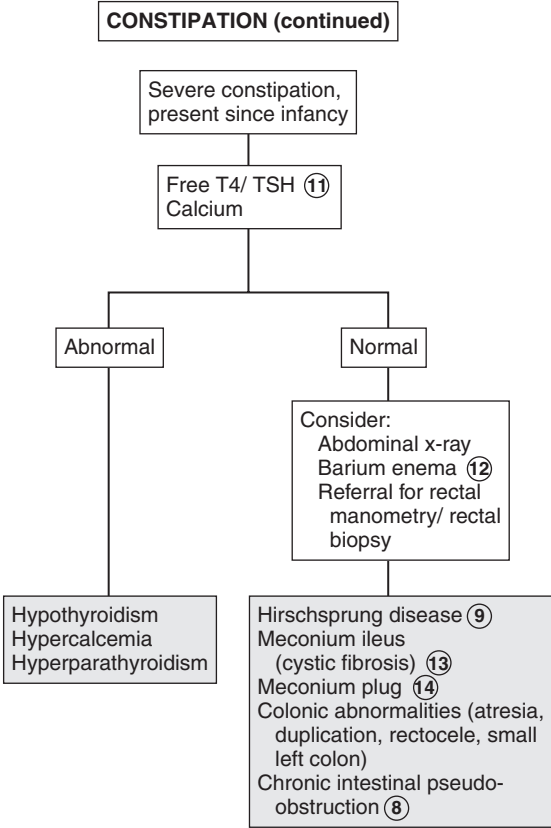 CONSTIPATION (continued)
Severe constipation,
present since infancy
Free T4/ TSH 11
Calcium
Abnormal
Normal
Consider:
Abdominal x-ray
Barium enema 12
Referral for rectal
manometry/ rectal
biopsy
Hypothyroidism
Hypercalcemia
Hyperparathyroidism
Hirschsprung disease 9
Meconium ileus
(cystic fibrosis) 13
Meconium plug 14
Colonic abnormalities (atresia,
duplication, rectocele, small
left colon)
Chronic intestinal pseudo-
obstruction 8